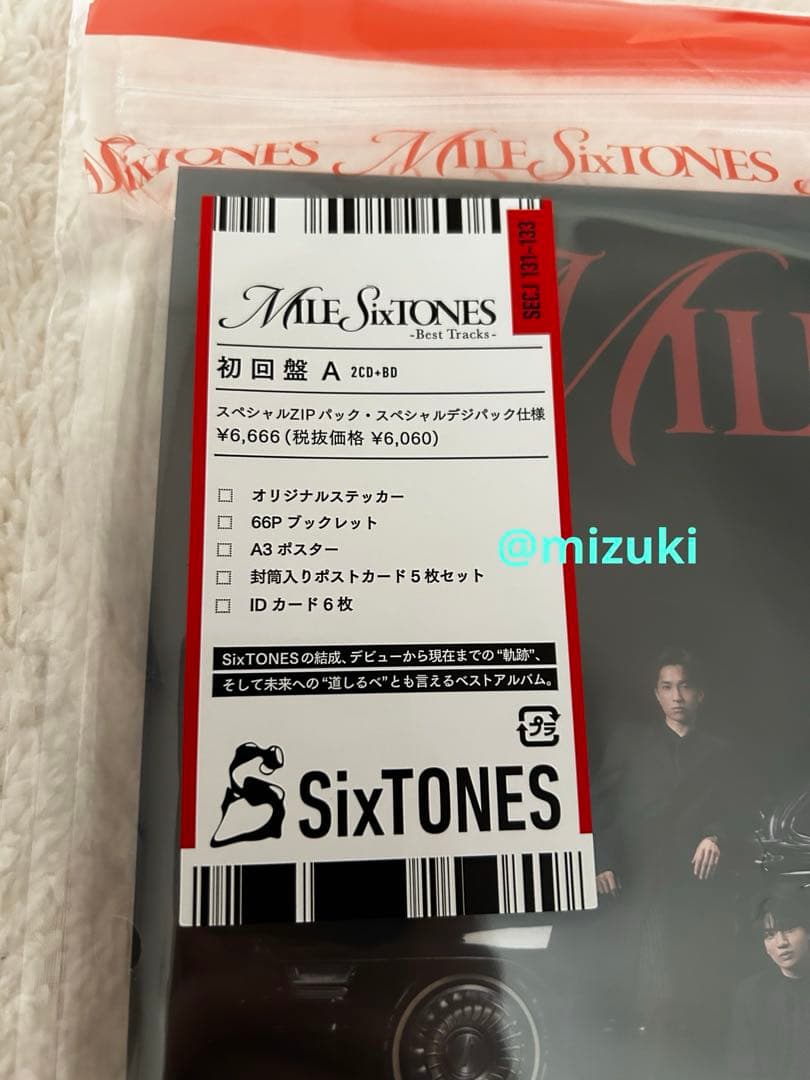 SixTONES MILE SixTONES
SECJ 131-133
MILE SixTONES
-Best Tracks-
初回盤 A 2CD+BD
スペシャルZIPパック・スペシャルデジパック仕様
¥6,666(税抜価格 ¥6,060)
□ オリジナルステッカー
□ 66P ブックレット
□ A3 ポスター
□ 封筒入りポストカード5枚セット
□ ID カード6枚
@mizuki
SixTONESの結成、デビューから現在までの“軌跡”、
そして未来への“道しるべ”とも言えるベストアルバム。
プラ
SixTONES